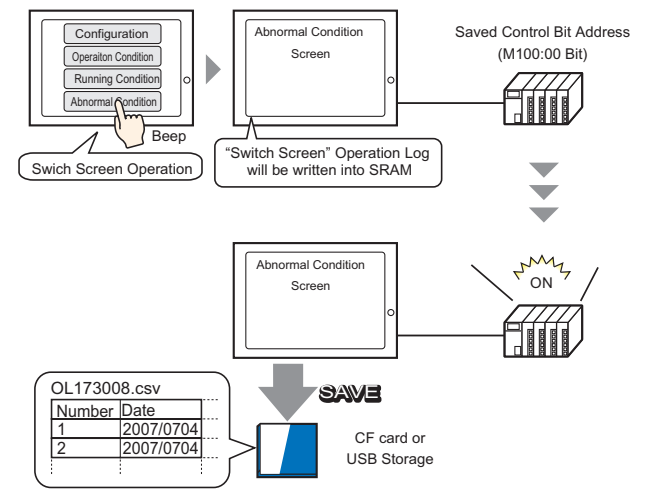 Configuration
Operaiton Condition
Running Condition
Abnormal Condition
Beep
Swich Screen Operation
Abnormal Condition
Screen
"Switch Screen" Operation Log
will be written into SRAM
Saved Control Bit Address
(M100:00 Bit)
Abnormal Condition
Screen
ON
SAVE
OL173008.csv
Number Date
1 2007/0704
2 2007/0704
CF card or
USB Storage